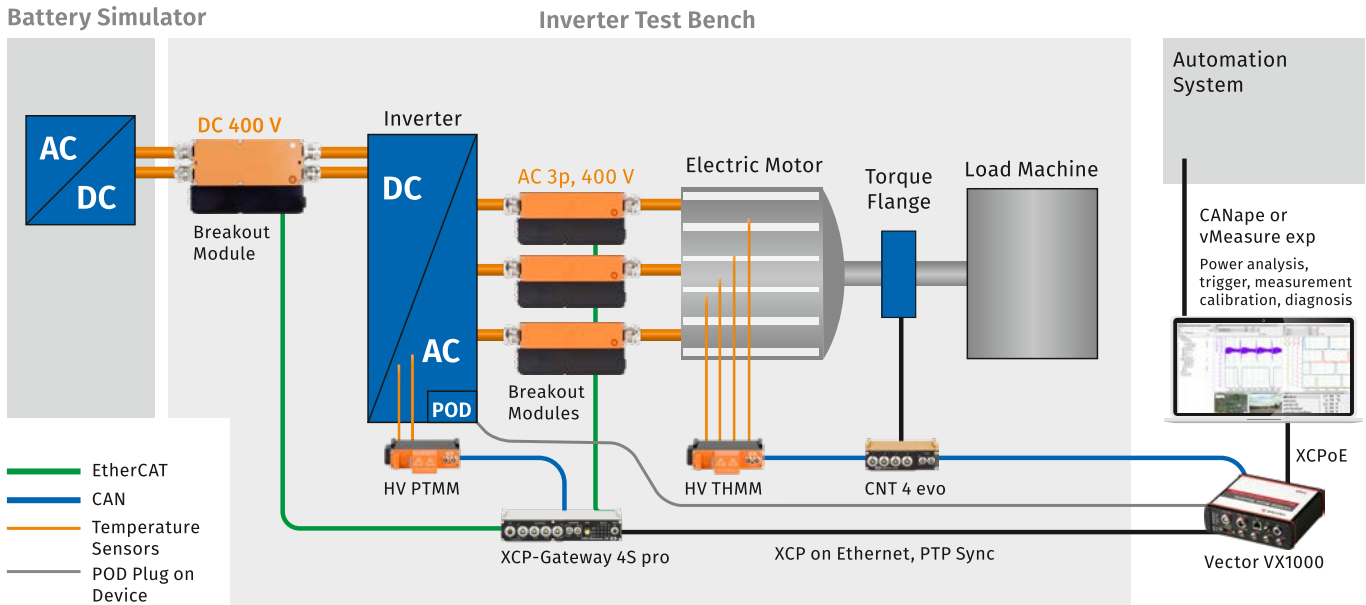 Battery Simulator
Inverter Test Bench
Automation
System
AC
DC
DC 400 V
Breakout
Module
Inverter
DC
AC
POD
AC 3p, 400 V
Breakout
Modules
Electric Motor
Torque
Flange
Load Machine
CANape or
vMeasure exp
Power analysis,
trigger, measurement
calibration, diagnosis
HV PTMM
HV THMM
CNT 4 evo
XCPoE
XCP-Gateway 4S pro
XCP on Ethernet, PTP Sync
Vector VX1000
EtherCAT
CAN
Temperature
Sensors
POD Plug on
Device